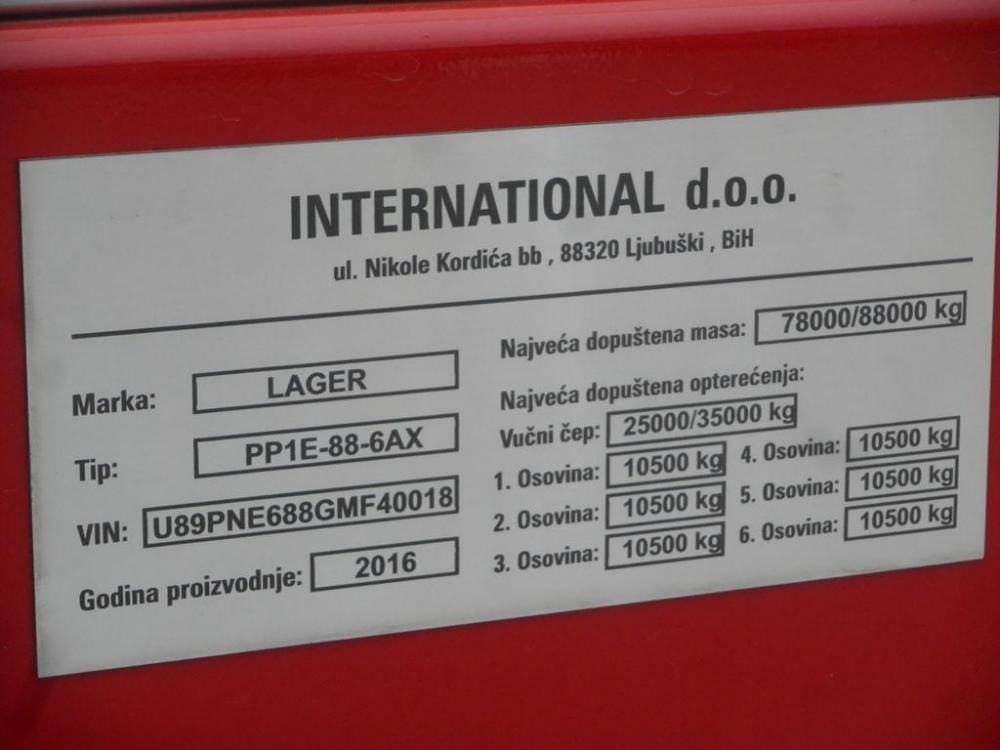 INTERNATIONAL d.o.o.
ul. Nikole Kordića bb , 88320 Ljubuški , BiH
Marka: LAGER
Tip: PP1E-88-6AX
VIN: U89PNE688GMF40018
Godina proizvodnje: 2016
Najveća dopuštena masa: 78000/88000 kg
Najveća dopuštena opterećenja:
Vučni čep: 25000/35000 kg
1. Osovina: 10500 kg 4. Osovina: 10500 kg
2. Osovina: 10500 kg 5. Osovina: 10500 kg
3. Osovina: 10500 kg 6. Osovina: 10500 kg